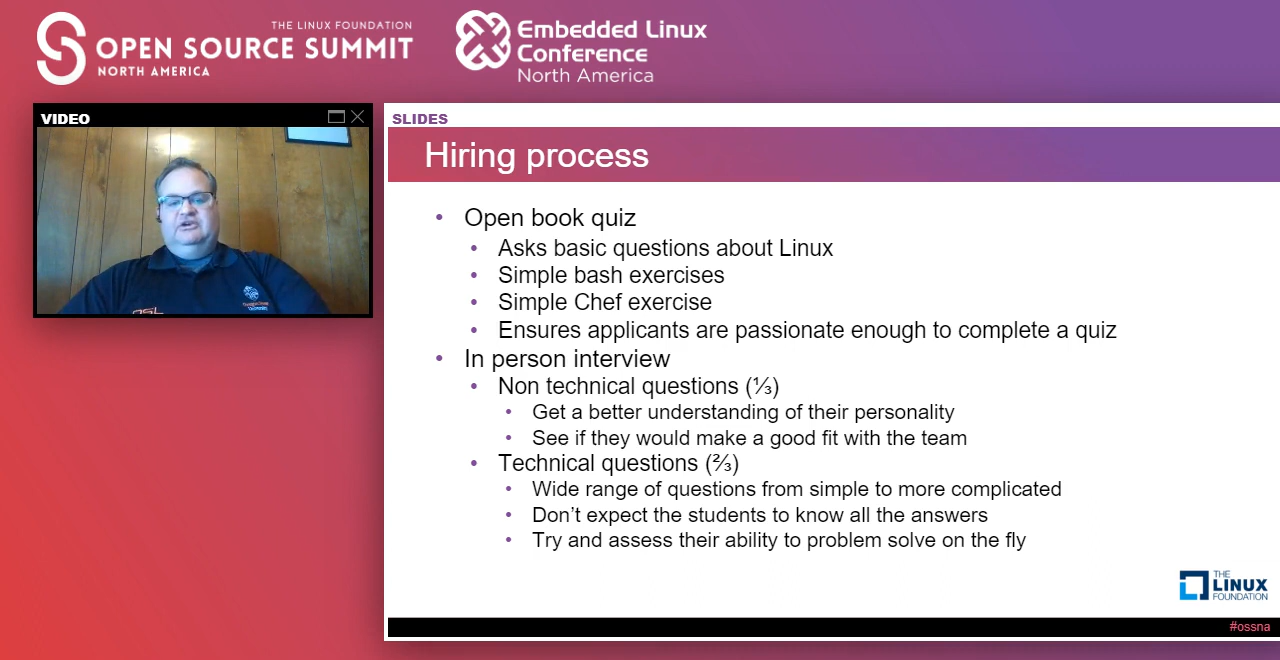 THE LINUX FOUNDATION
OPEN SOURCE SUMMIT
NORTH AMERICA
Embedded Linux
Conference
North America
VIDEO
SLIDES
Hiring process
• Open book quiz
• Asks basic questions about Linux
• Simple bash exercises
• Simple Chef exercise
• Ensures applicants are passionate enough to complete a quiz
• In person interview
• Non technical questions (⅓)
• Get a better understanding of their personality
• See if they would make a good fit with the team
• Technical questions (⅔)
• Wide range of questions from simple to more complicated
• Don’t expect the students to know all the answers
• Try and assess their ability to problem solve on the fly
THE
LINUX
FOUNDATION
#ossna